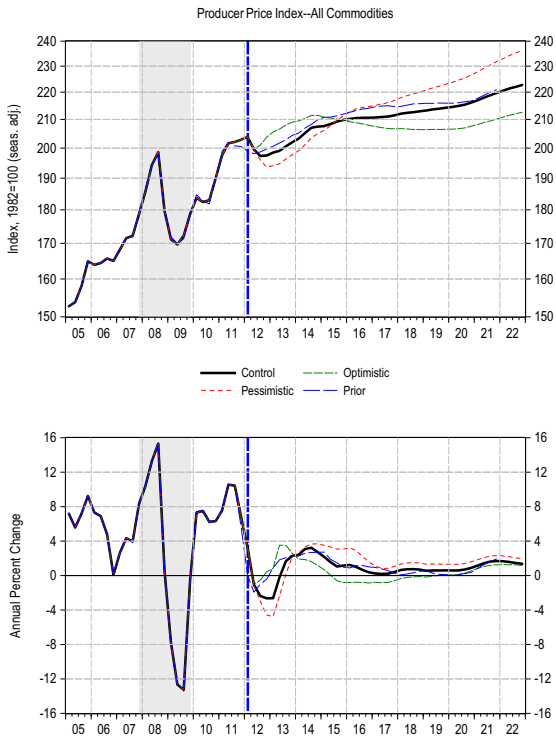 Producer Price Index--All Commodities
240 240
230 230
220 220
210 210
200 200
190 190
180 180
170 170
160 160
150 150
Index, 1982=100 (seas. adj.)
05 06 07 08 09 10 11 12 13 14 15 16 17 18 19 20 21 22
Control Optimistic
Pessimistic Prior
16 16
12 12
8 8
4 4
0 0
-4 -4
-8 -8
-12 -12
-16 -16
Annual Percent Change
05 06 07 08 09 10 11 12 13 14 15 16 17 18 19 20 21 22